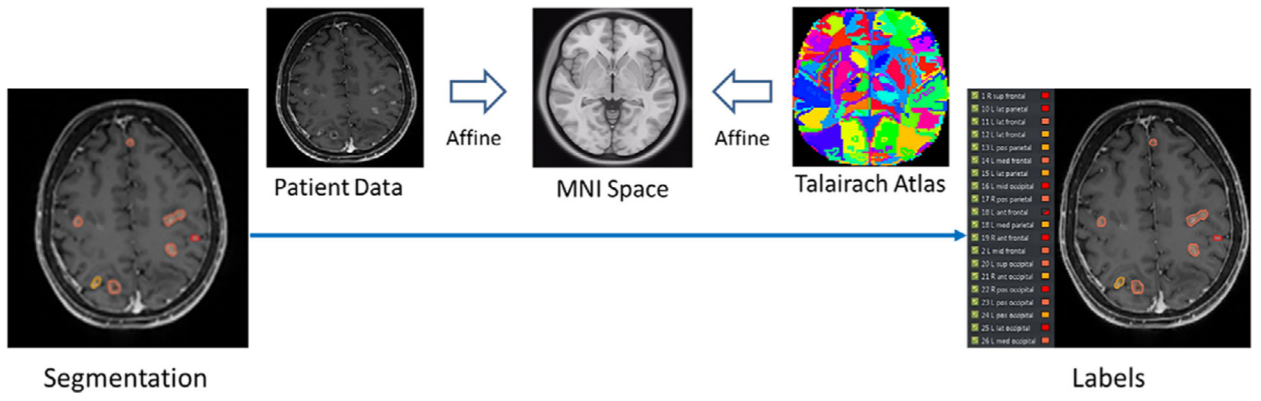 Affine
Affine
Patient Data
MNI Space
Talairach Atlas
1 R sup frontal
10 L lat parietal
11 L lat frontal
12 L lat frontal
13 L pos parietal
14 L med frontal
15 L lat parietal
16 L mid occipital
17 R pos parietal
18 L ant frontal
18 L med parietal
19 R ant frontal
2 L mid frontal
20 L sup occipital
21 R ant occipital
22 R pos occipital
23 L pos occipital
24 L pos occipital
25 L lat occipital
26 L med occipital
Segmentation
Labels